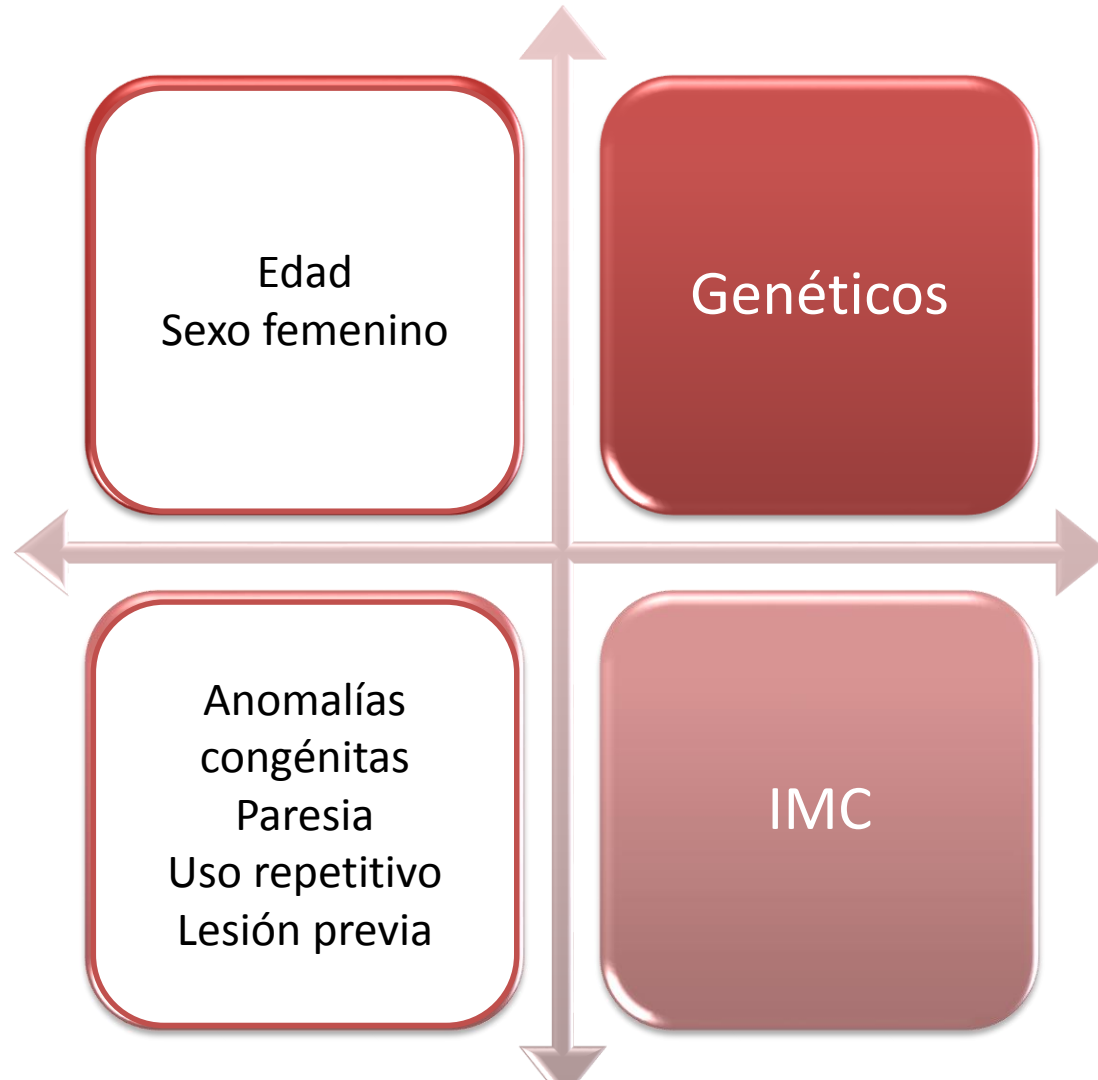 Edad
Sexo femenino
Genéticos
Anomalías
congénitas
Paresia
Uso repetitivo
Lesión previa
IMC